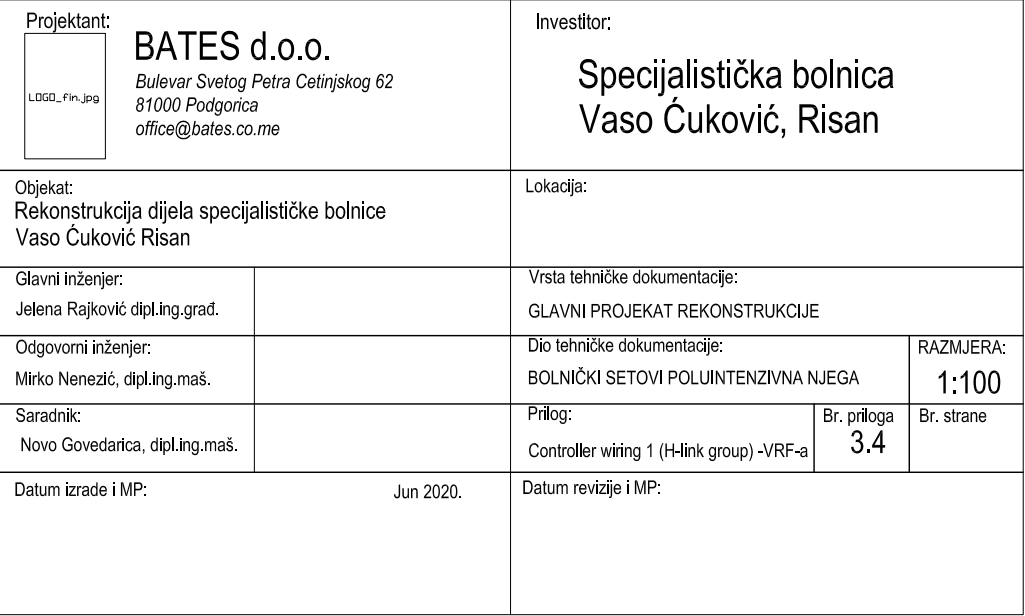 Projektant:
LOGO_fin.jpg
BATES d.o.o.
Bulevar Svetog Petra Cetinjskog 62
81000 Podgorica
office@bates.co.me
Investitor:
Specijalistička bolnica
Vaso Ćuković, Risan
Objekat:
Rekonstrukcija dijela specijalističke bolnice
Vaso Ćuković Risan
Lokacija:
Glavni inženjer:
Jelena Rajković dipl.ing.građ.
Vrsta tehničke dokumentacije:
GLAVNI PROJEKAT REKONSTRUKCIJE
Odgovorni inženjer:
Mirko Nenezić, dipl.ing.maš.
Dio tehničke dokumentacije:
BOLNIČKI SETOVI POLUINTENZIVNA NJEGA
RAZMJERA:
1:100
Saradnik:
Novo Govedarica, dipl.ing.maš.
Prilog:
Controller wiring 1 (H-link group) -VRF-a
Br. priloga
3.4
Br. strane
Datum izrade i MP:
Jun 2020.
Datum revizije i MP: